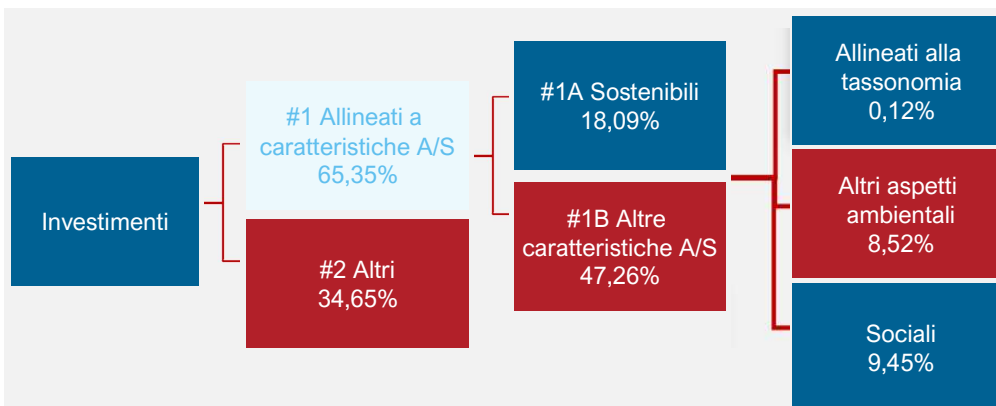 Investimenti
#1 Allineati a
caratteristiche A/S
65,35%
#2 Altri
34,65%
#1A Sostenibili
18,09%
#1B Altre
caratteristiche A/S
47,26%
Allineati alla
tassonomia
0,12%
Altri aspetti
ambientali
8,52%
Sociali
9,45%